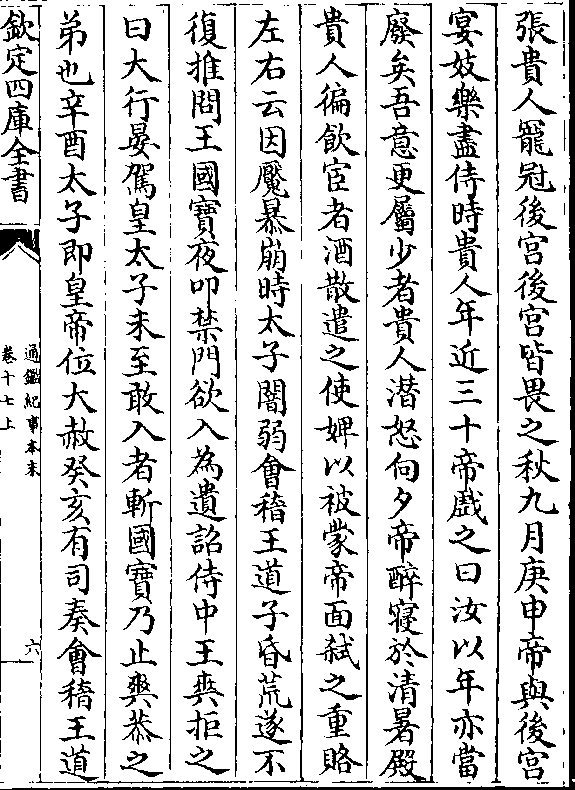 張貴人寵冠後宮後宮皆畏之秋九月庚申帝與後宮
宴妓樂盡侍時貴人年近三十帝戲之曰汝以年亦當
廢矣吾意更屬少者貴人潜怒向夕帝醉寢於清暑殿
貴人徧飲宦者酒散遣之使婢以被蒙帝面弑之重賂
左右云因魘暴崩時太子闇弱會稽王道子昏荒遂不
復推問王國寶夜叩禁門欲入為遺詔侍中王爽拒之
曰大行晏駕皇太子未至敢入者斬國寶乃止爽恭之
弟也辛酉太子即皇帝位大赦癸亥有司奏會稽王道
欽定四庫全書
通鑑紀事本末
卷十七上
六